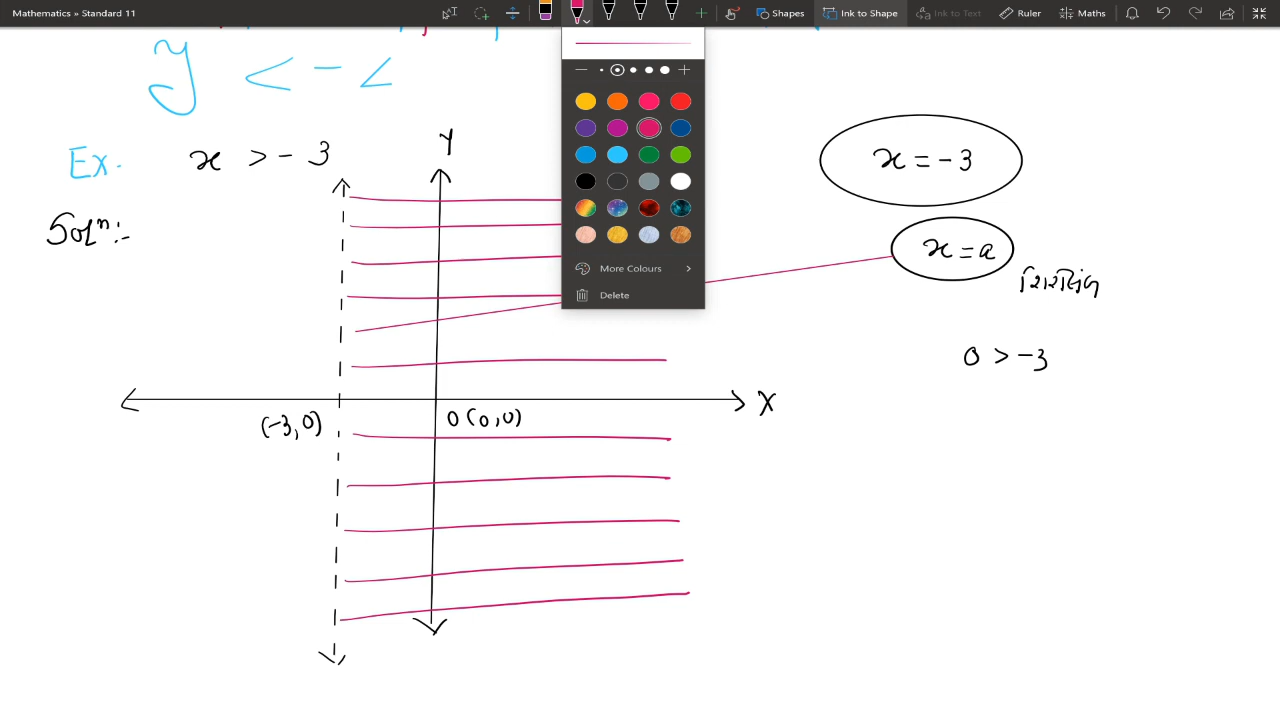 Mathematics » Standard 11
Shapes
Ink to Shape
Ink to Text
Ruler
Maths
Y < -2
Ex. x > -3
Y
x = -3
Solⁿ:-
x = a
More Colours
Delete
0 > -3
X
(-3,0)
0 (0,0)